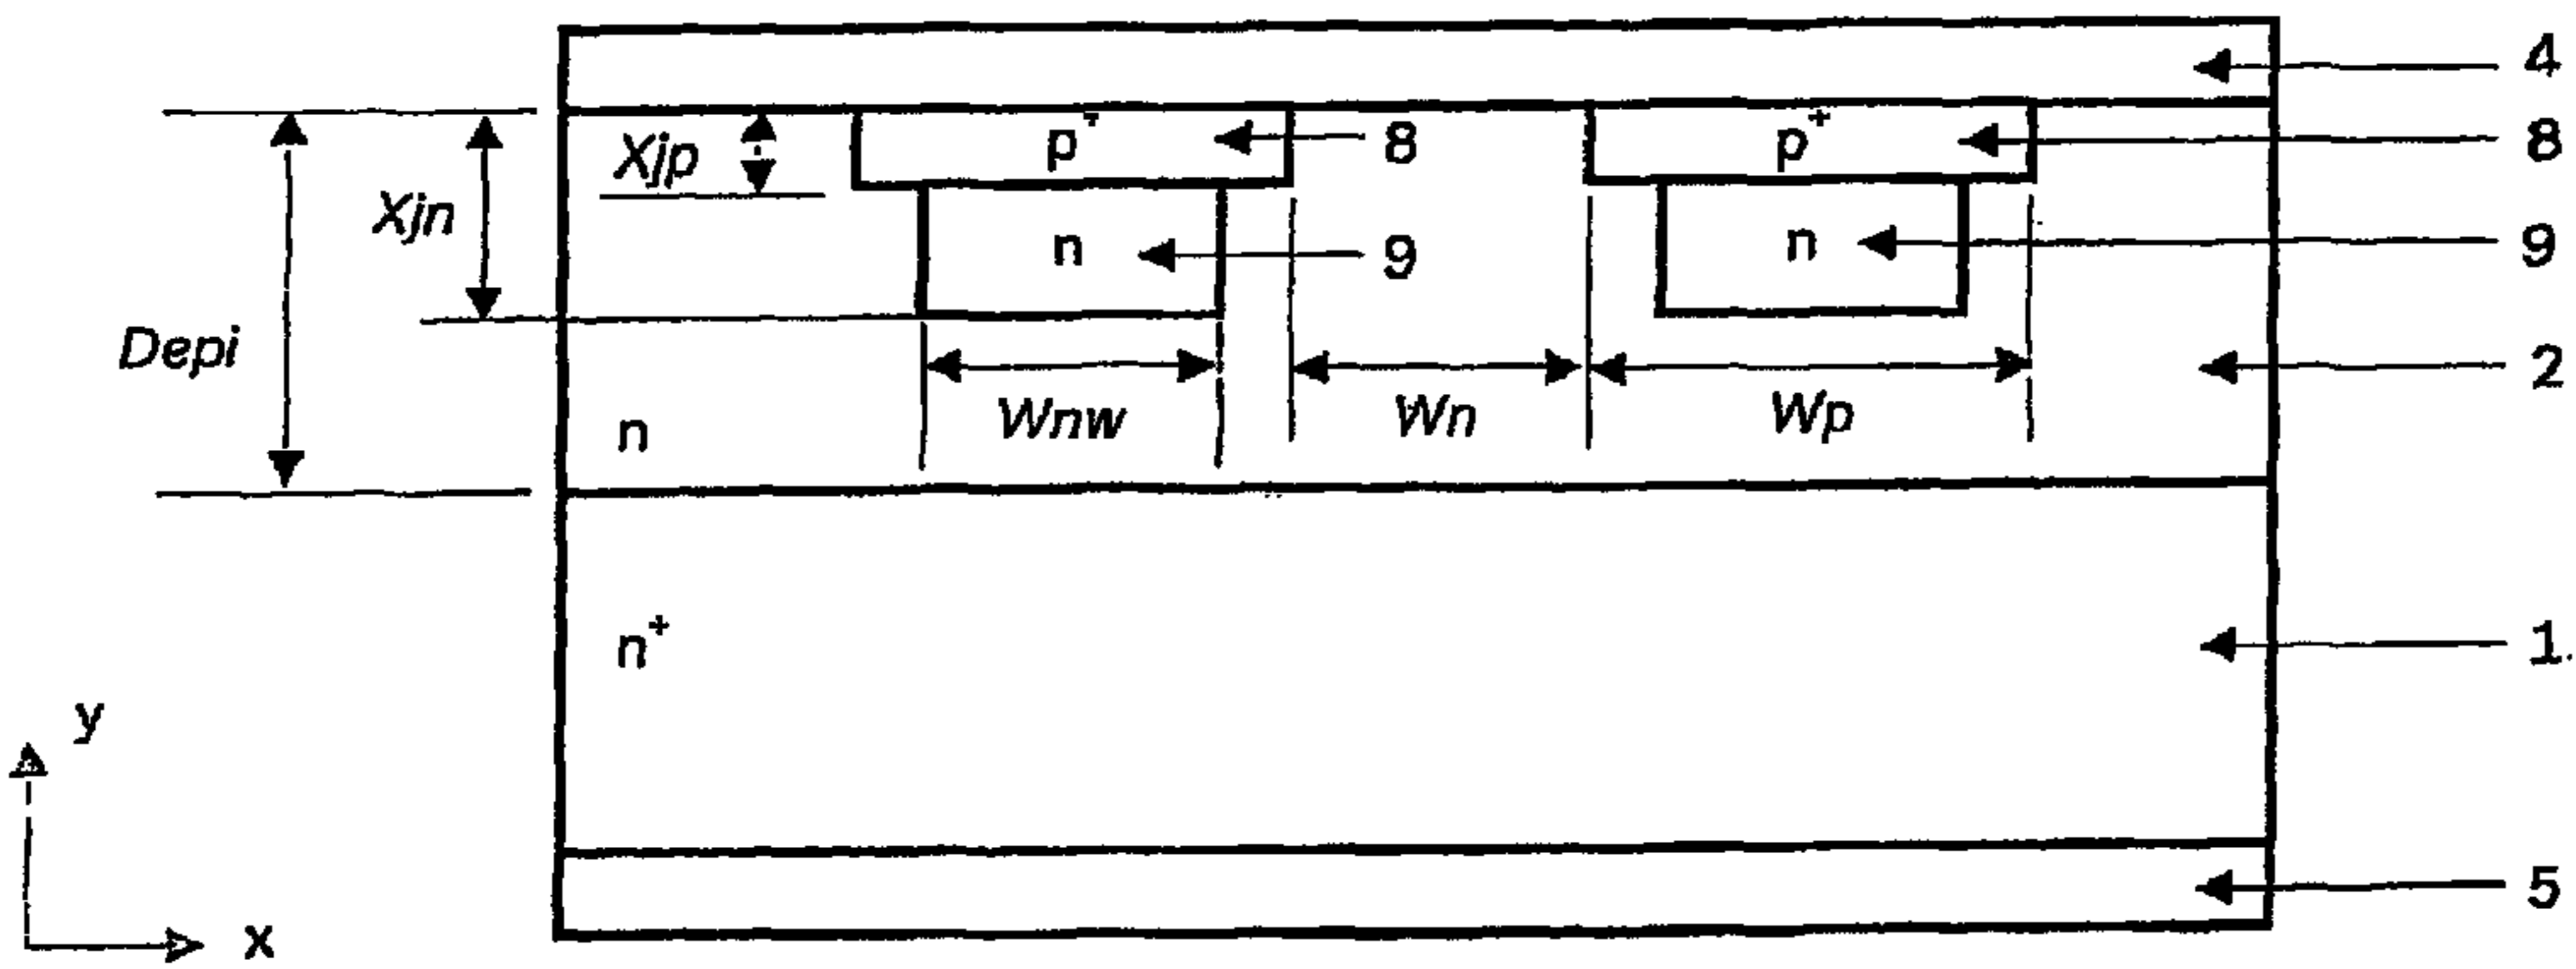 4
Xjp p⁺ 8 p⁺ 8
Xjn n 9 n 9
Depi Wnw Wn Wp 2
n
n⁺ 1
y
5
x